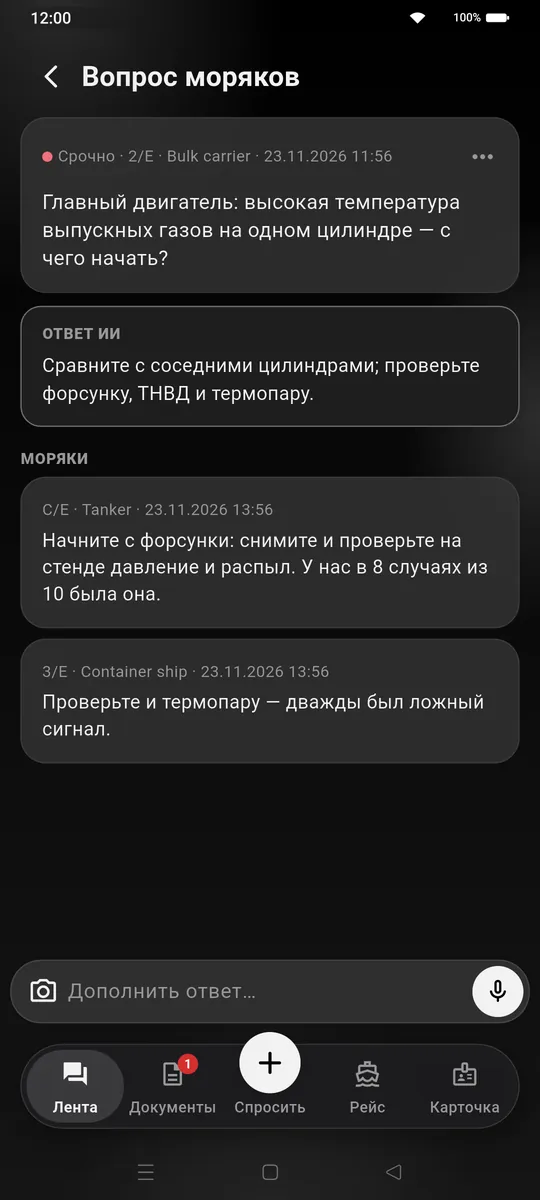 12:00
100%
Вопрос моряков
Срочно · 2/E · Bulk carrier · 23.11.2026 11:56
Главный двигатель: высокая температура
выпускных газов на одном цилиндре — с
чего начать?
ОТВЕТ ИИ
Сравните с соседними цилиндрами; проверьте
форсунку, ТНВД и термопару.
МОРЯКИ
C/E · Tanker · 23.11.2026 13:56
Начните с форсунки: снимите и проверьте на
стенде давление и распыл. У нас в 8 случаях из
10 была она.
3/E · Container ship · 23.11.2026 13:56
Проверьте и термопару — дважды был ложный
сигнал.
Дополнить ответ…
1
Лента
Документы
Спросить
Рейс
Карточка